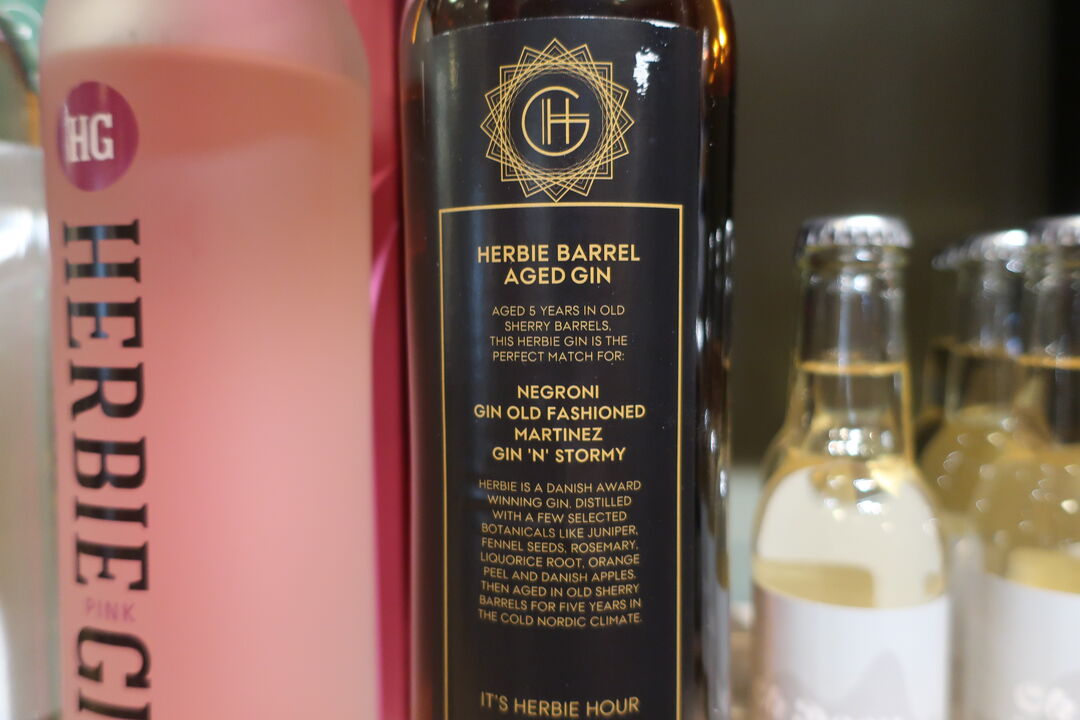 HG
HERBIE
PINK
GH
HERBIE BARREL
AGED GIN
AGED 5 YEARS IN OLD
SHERRY BARRELS,
THIS HERBIE GIN IS THE
PERFECT MATCH FOR:
NEGRONI
GIN OLD FASHIONED
MARTINEZ
GIN 'N' STORMY
HERBIE IS A DANISH AWARD
WINNING GIN, DISTILLED
WITH A FEW SELECTED
BOTANICALS LIKE JUNIPER,
FENNEL SEEDS, ROSEMARY,
LIQUORICE ROOT, ORANGE
PEEL AND DANISH APPLES.
THEN AGED IN OLD SHERRY
BARRELS FOR FIVE YEARS IN
THE COLD NORDIC CLIMATE.
IT'S HERBIE HOUR